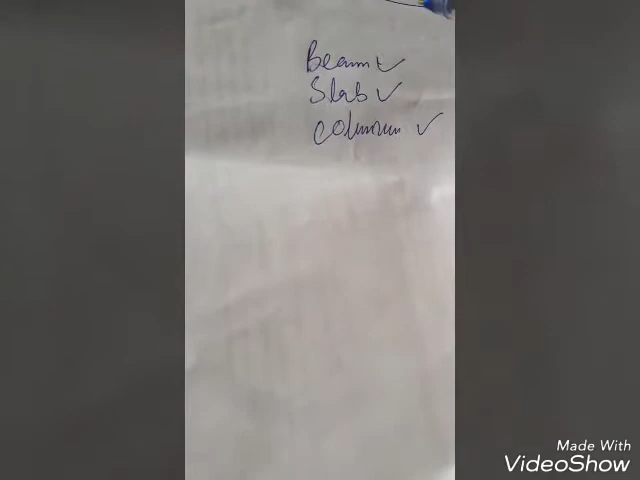 Beam ✓
Slab ✓
Column ✓
Made With
VideoShow